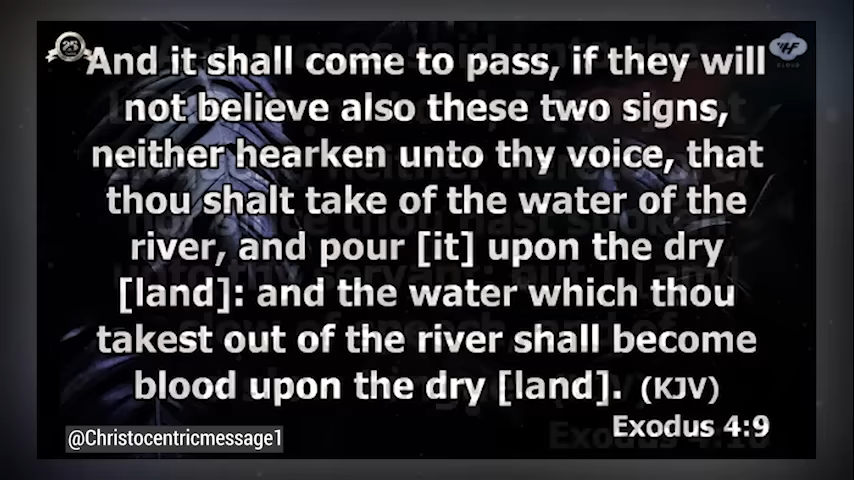 And it shall come to pass, if they will
not believe also these two signs,
neither hearken unto thy voice, that
thou shalt take of the water of the
river, and pour [it] upon the dry
[land]: and the water which thou
takest out of the river shall become
blood upon the dry [land]. (KJV)
Exodus 4:9
@Christocentricmessage1
25
HF
CLOUD